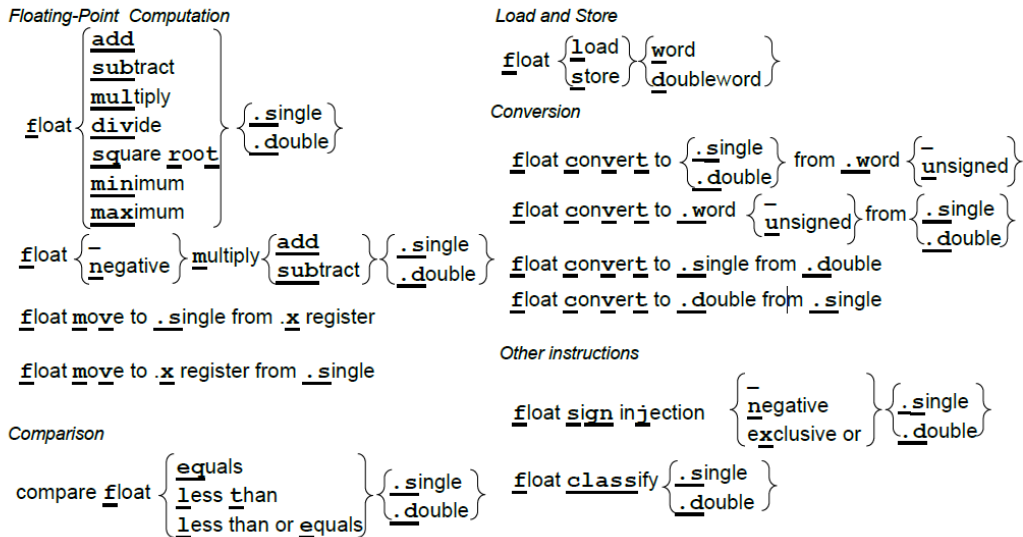 Floating-Point Computation
float
add
subtract
multiply
divide
square root
minimum
maximum
.single
.double
float
–
negative
multiply
add
subtract
.single
.double
float move to .single from .x register
float move to .x register from .single
Comparison
compare float
equals
less than
less than or equals
.single
.double
Load and Store
float
load
store
word
doubleword
Conversion
float convert to
.single
.double
from .word
–
unsigned
float convert to .word
–
unsigned
from
.single
.double
float convert to .single from .double
float convert to .double from .single
Other instructions
float sign injection
–
negative
exclusive or
.single
.double
float classify
.single
.double